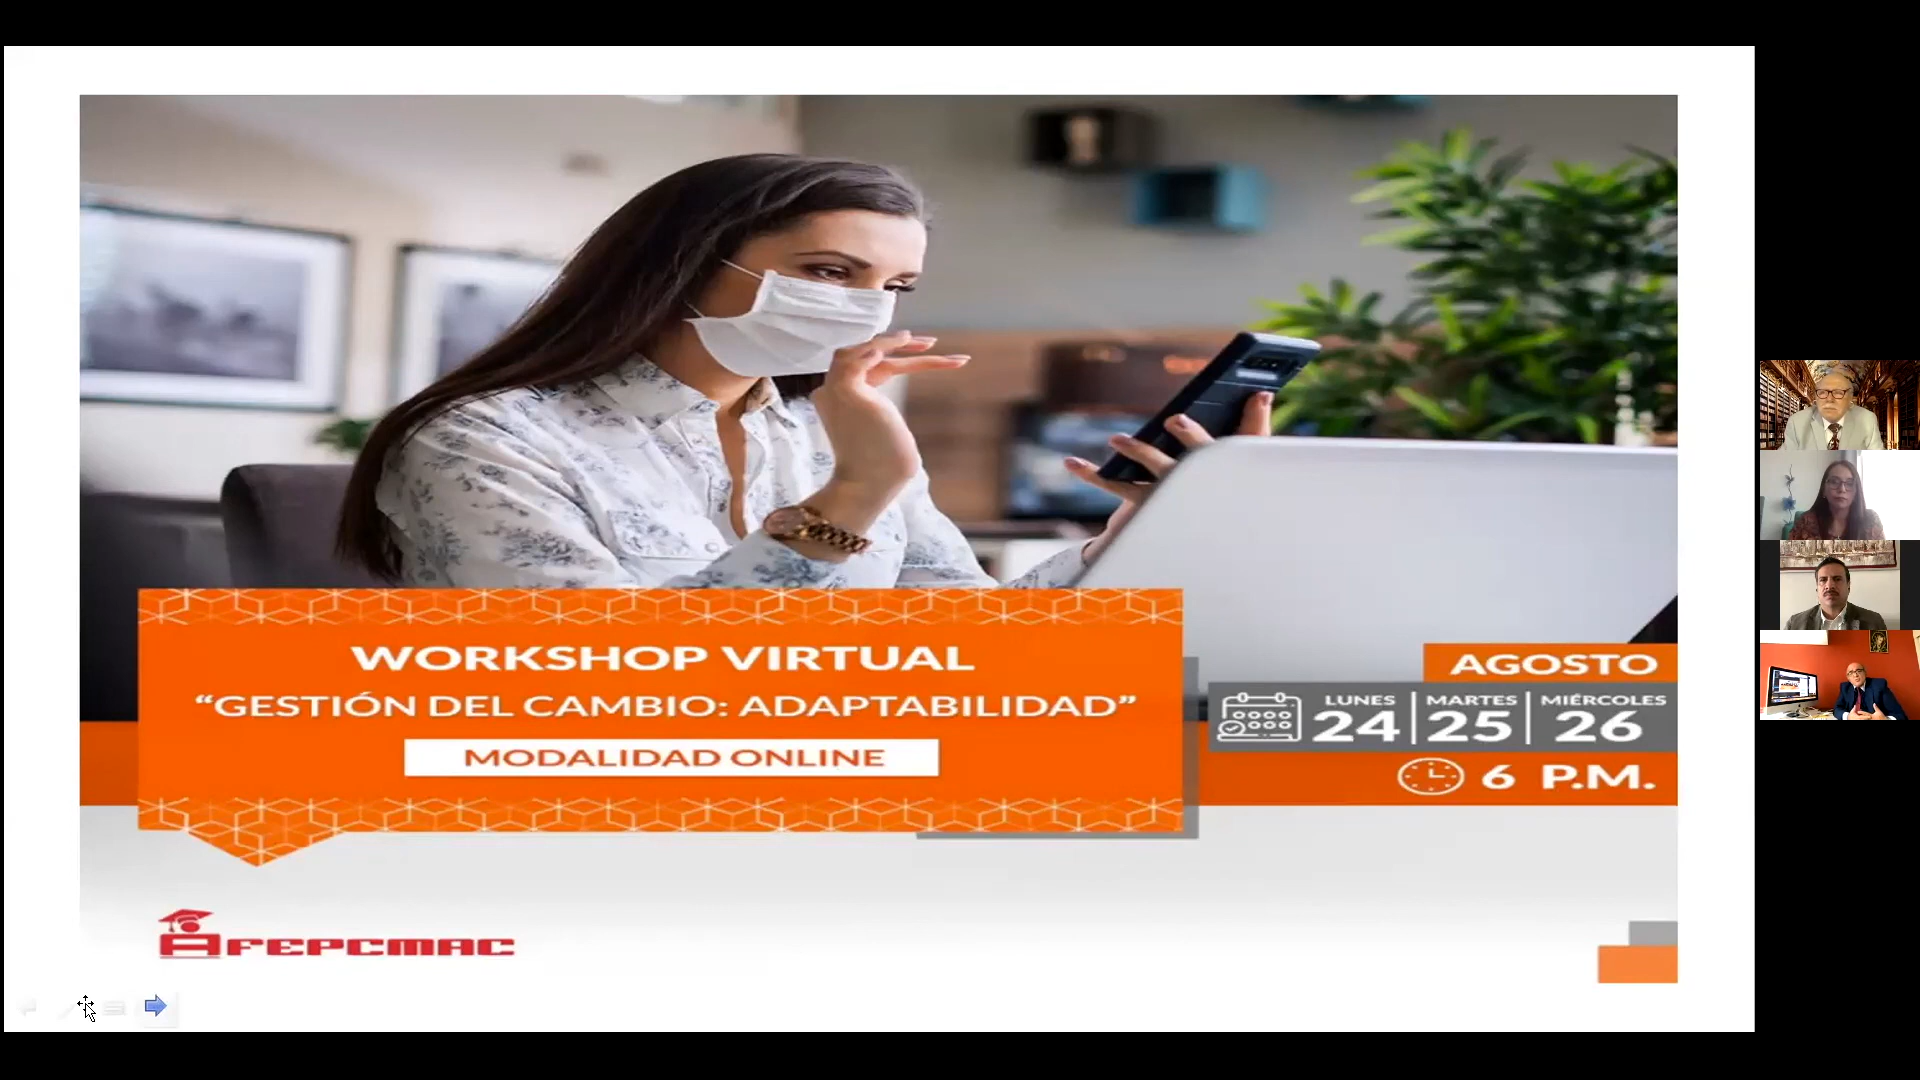 WORKSHOP VIRTUAL
“GESTIÓN DEL CAMBIO: ADAPTABILIDAD”
MODALIDAD ONLINE
AGOSTO
LUNES 24 | MARTES 25 | MIÉRCOLES 26
6 P.M.
AFEPCMAC